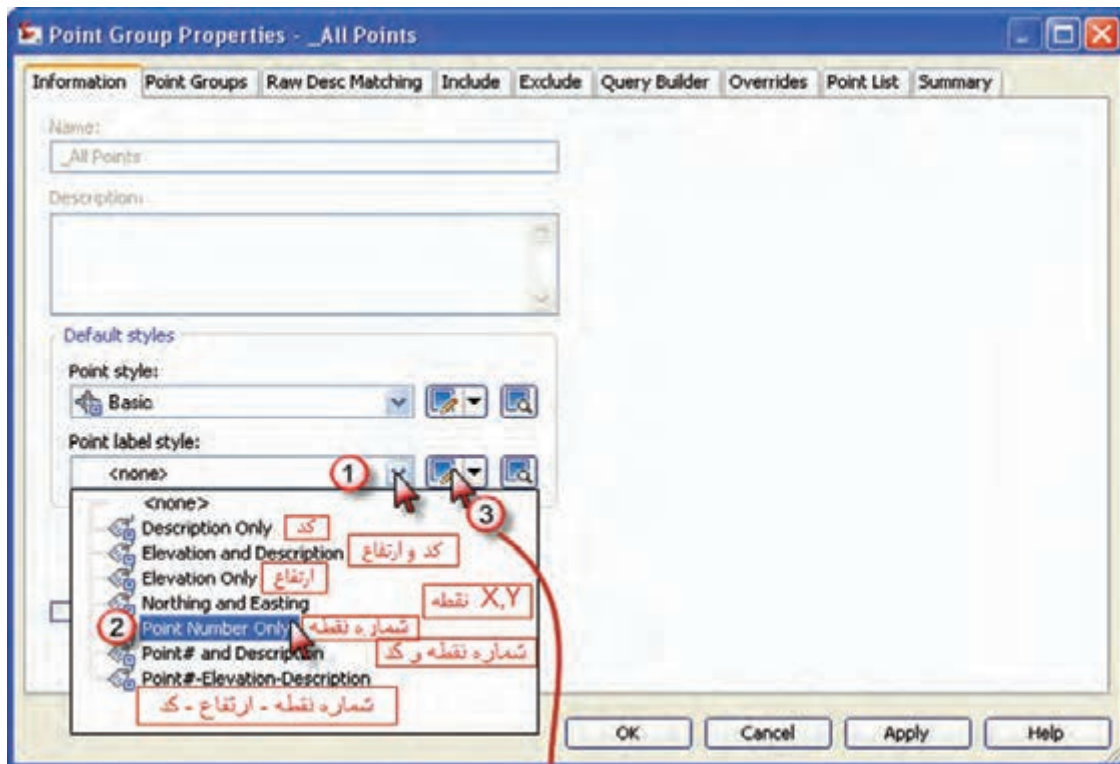 Point Group Properties - _All Points
Information Point Groups Raw Desc Matching Include Exclude Query Builder Overrides Point List Summary
Name:
_All Points
Description:
Default styles
Point style:
Basic
Point label style:
<none> 1
3
<none>
Description Only کد
Elevation and Description کد و ارتفاع
Elevation Only ارتفاع
Northing and Easting X,Y نقطه
2 Point Number Only شماره نقطه
Point# and Description شماره نقطه و کد
Point#-Elevation-Description
شماره نقطه - ارتفاع - کد
OK Cancel Apply Help